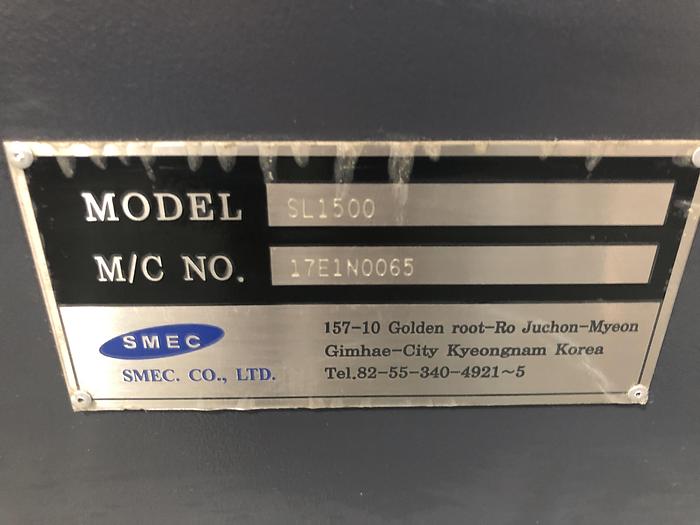 MODEL SL1500
M/C NO. 17E1N0065
SMEC
SMEC. CO., LTD.
157-10 Golden root-Ro Juchon-Myeon
Gimhae-City Kyeongnam Korea
Tel.82-55-340-4921~5